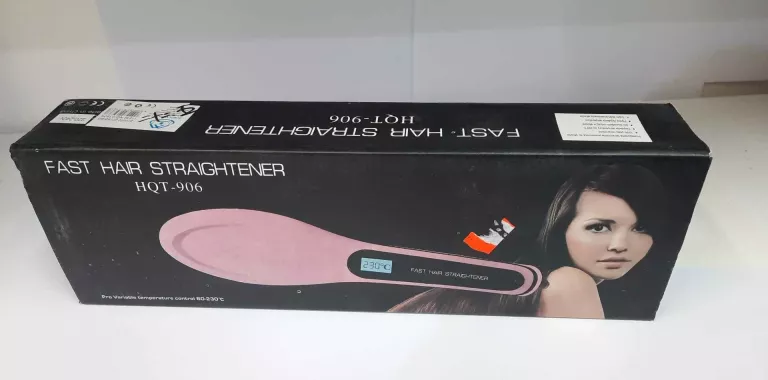 FAST HAIR STRAIGHTENER
HQT-906
FAST HAIR STRAIGHTENER
HQT-906
230℃
FAST HAIR STRAIGHTENER
Pro Variable temperature control 80-230℃